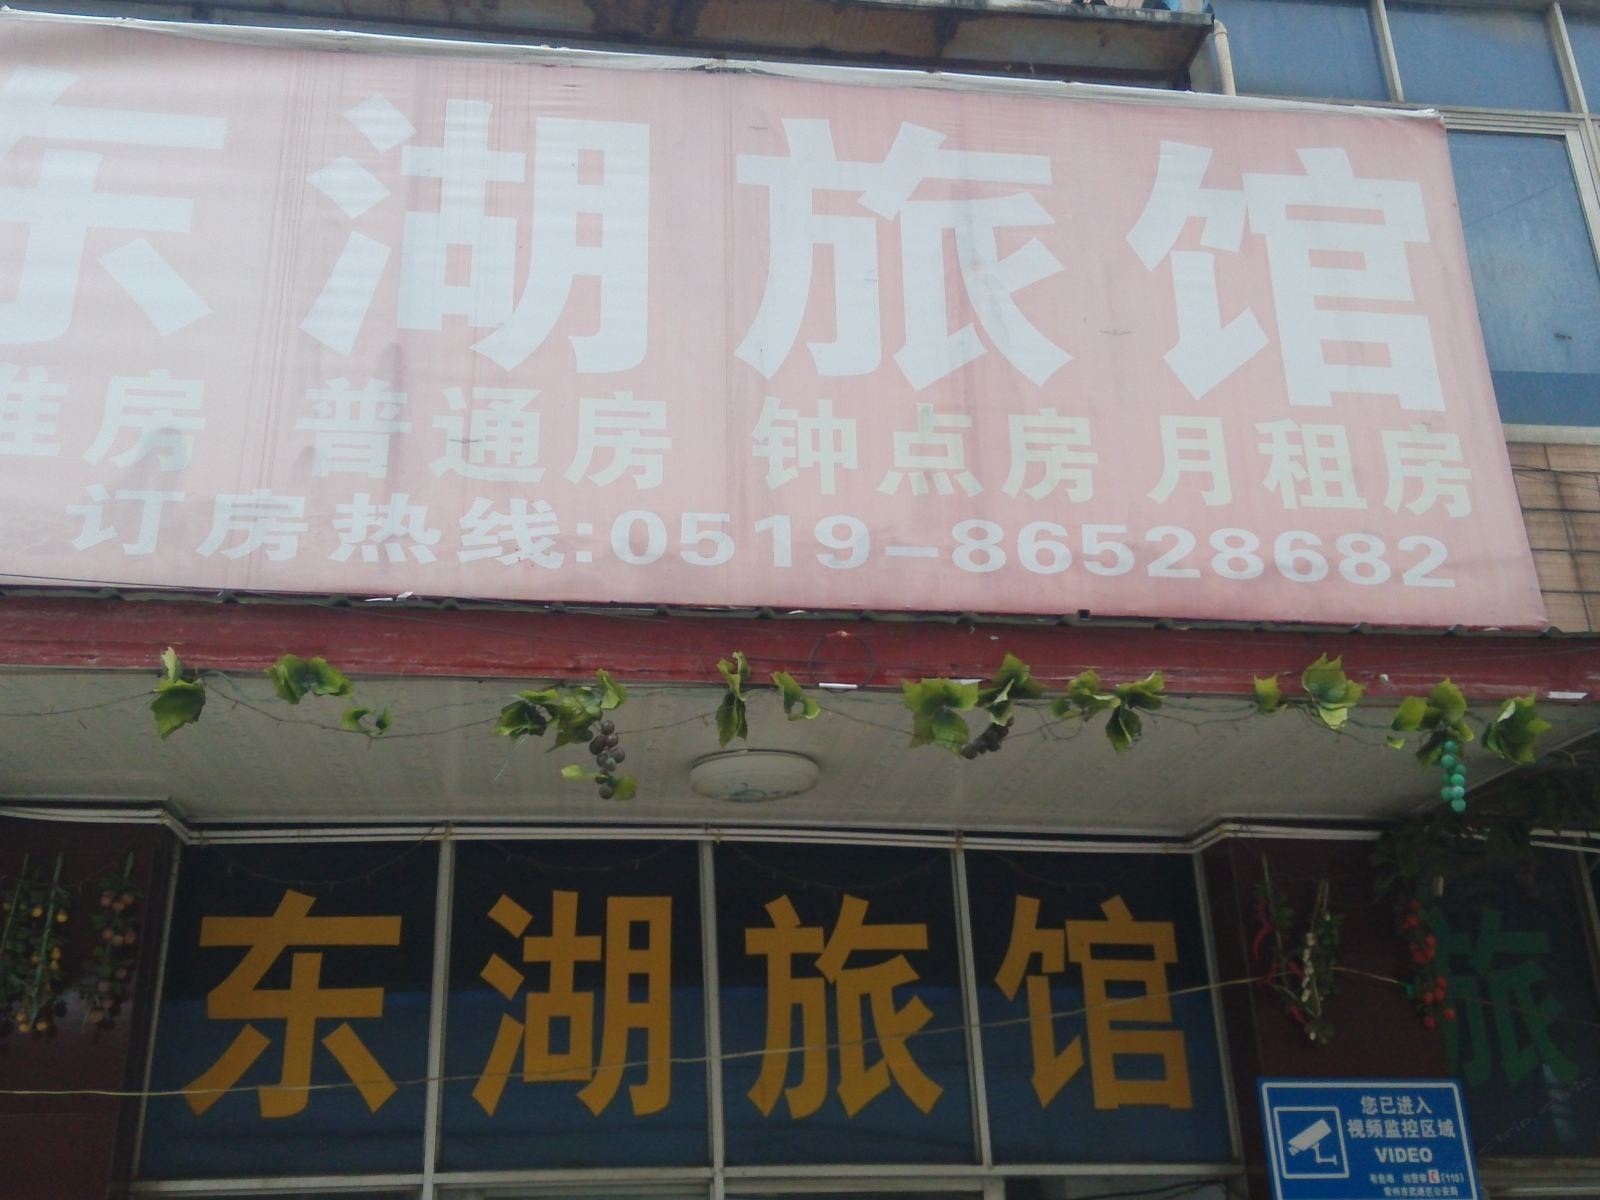 东湖旅馆
准房 普通房 钟点房 月租房
订房热线:0519-86528682
东湖旅馆
旅
您已进入
视频监控区域
VIDEO